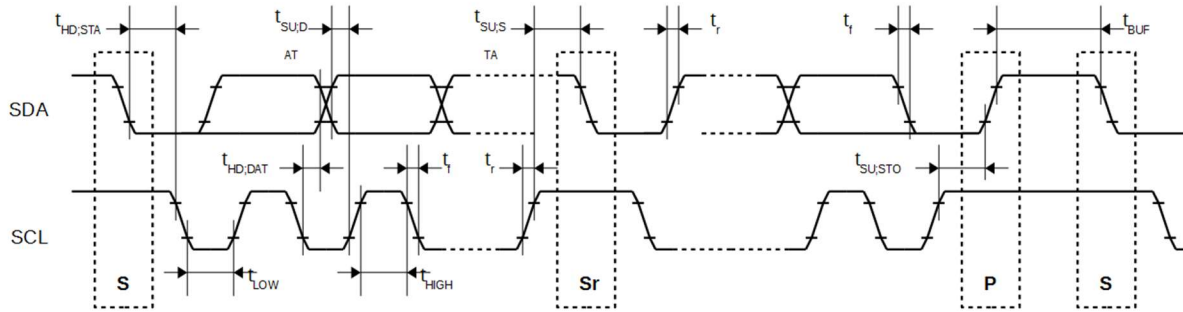 tHD;STA
tSU;D
AT
tSU;S
TA
tr
tf
tBUF
SDA
tHD;DAT
tf
tr
tSU;STO
SCL
tLOW
tHIGH
S
Sr
P
S